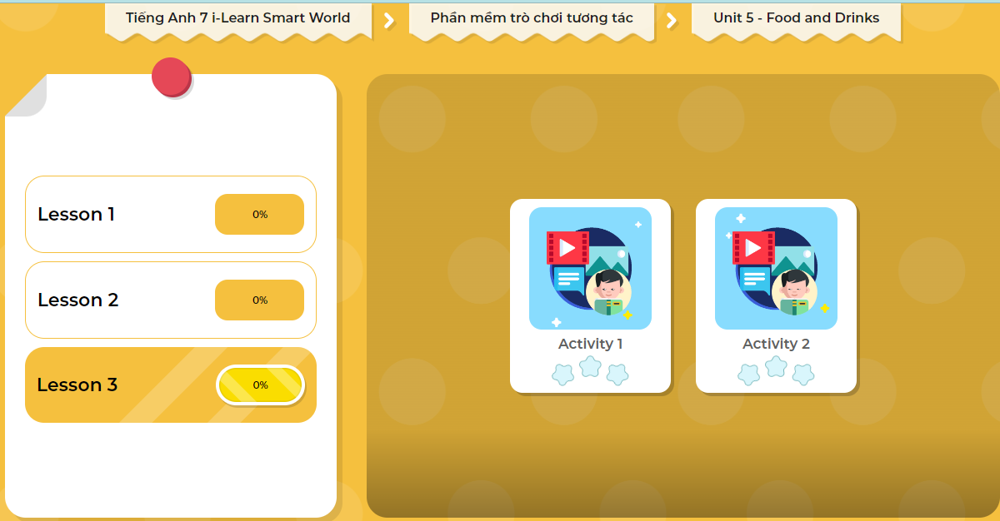 Tiếng Anh 7 i-Learn Smart World
Phần mềm trò chơi tương tác
Unit 5 - Food and Drinks
Lesson 1
0%
Lesson 2
0%
Lesson 3
0%
Activity 1
Activity 2